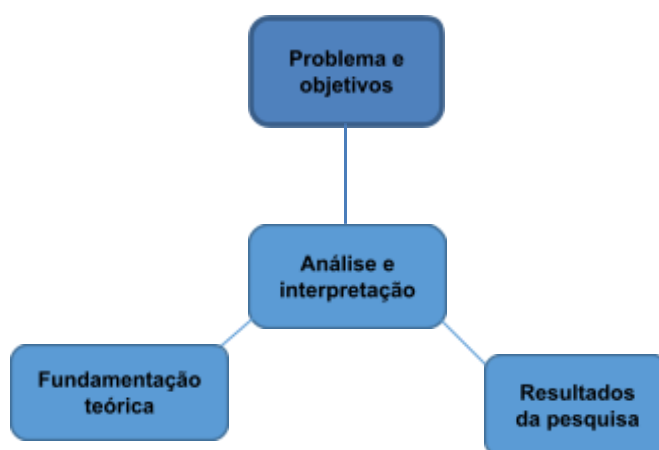 Problema e
objetivos
Análise e
interpretação
Fundamentação
teórica
Resultados
da pesquisa